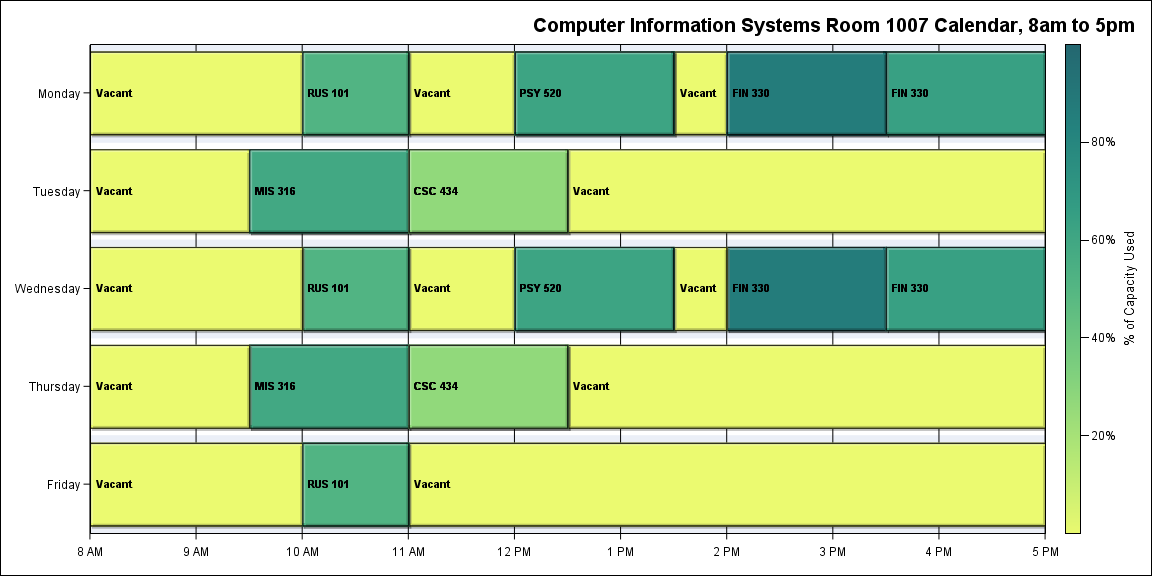 Computer Information Systems Room 1007 Calendar, 8am to 5pm
Monday Vacant RUS 101 Vacant PSY 520 Vacant FIN 330 FIN 330
Tuesday Vacant MIS 316 CSC 434 Vacant
Wednesday Vacant RUS 101 Vacant PSY 520 Vacant FIN 330 FIN 330
Thursday Vacant MIS 316 CSC 434 Vacant
Friday Vacant RUS 101 Vacant
8 AM 9 AM 10 AM 11 AM 12 PM 1 PM 2 PM 3 PM 4 PM 5 PM
80%
60%
40%
20%
% of Capacity Used